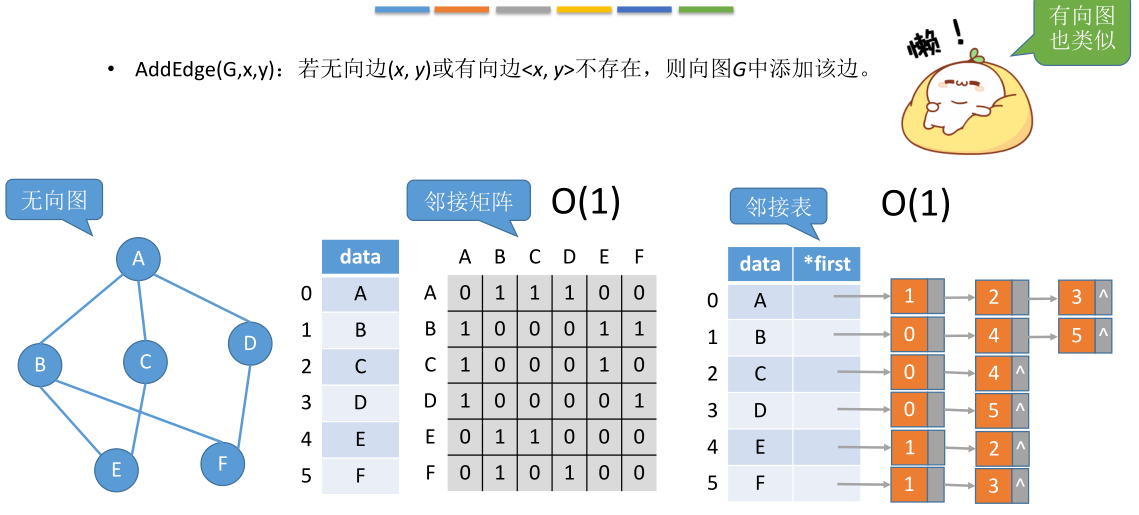 有向图
也类似
懒！
• AddEdge(G,x,y)：若无向边(x, y)或有向边<x, y>不存在，则向图G中添加该边。
无向图
邻接矩阵
O(1)
邻接表
O(1)
A
B
C
D
E
F
data
0 A
1 B
2 C
3 D
4 E
5 F
A B C D E F
A 0 1 1 1 0 0
B 1 0 0 0 1 1
C 1 0 0 0 1 0
D 1 0 0 0 0 1
E 0 1 1 0 0 0
F 0 1 0 1 0 0
data *first
0 A 1 2 3 ^
1 B 0 4 5 ^
2 C 0 4 ^
3 D 0 5 ^
4 E 1 2 ^
5 F 1 3 ^